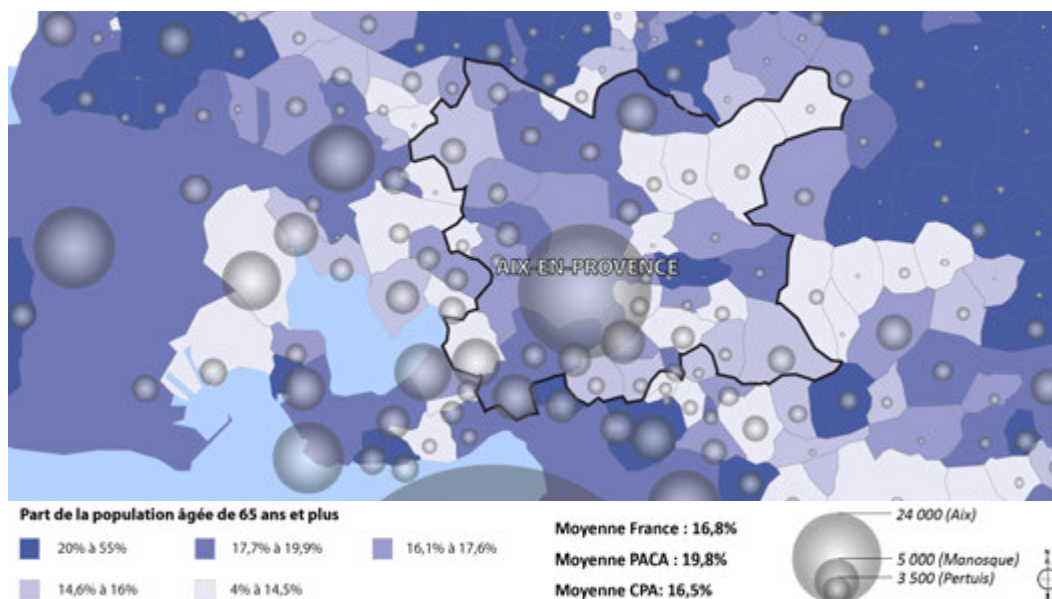 AIX-EN-PROVENCE
Part de la population âgée de 65 ans et plus
20% à 55%
17,7% à 19,9%
16,1% à 17,6%
14,6% à 16%
4% à 14,5%
Moyenne France : 16,8%
Moyenne PACA : 19,8%
Moyenne CPA: 16,5%
24 000 (Aix)
5 000 (Manosque)
3 500 (Pertuis)